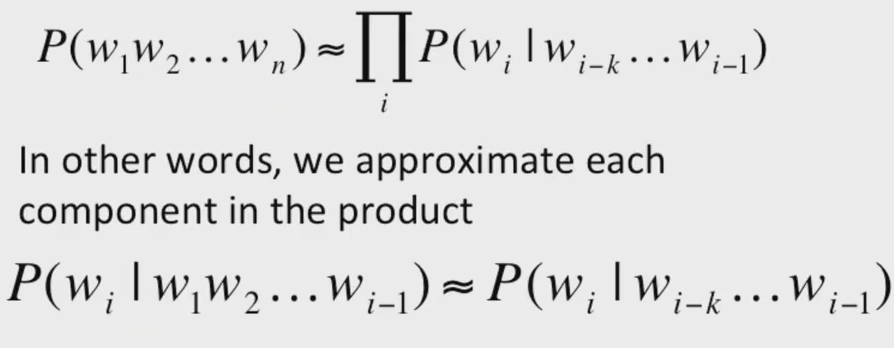 P(w₁w₂…wₙ) ≈ ∏ᵢ P(wᵢ | wᵢ₋ₖ…wᵢ₋₁)
In other words, we approximate each
component in the product
P(wᵢ | w₁w₂…wᵢ₋₁) ≈ P(wᵢ | wᵢ₋ₖ…wᵢ₋₁)